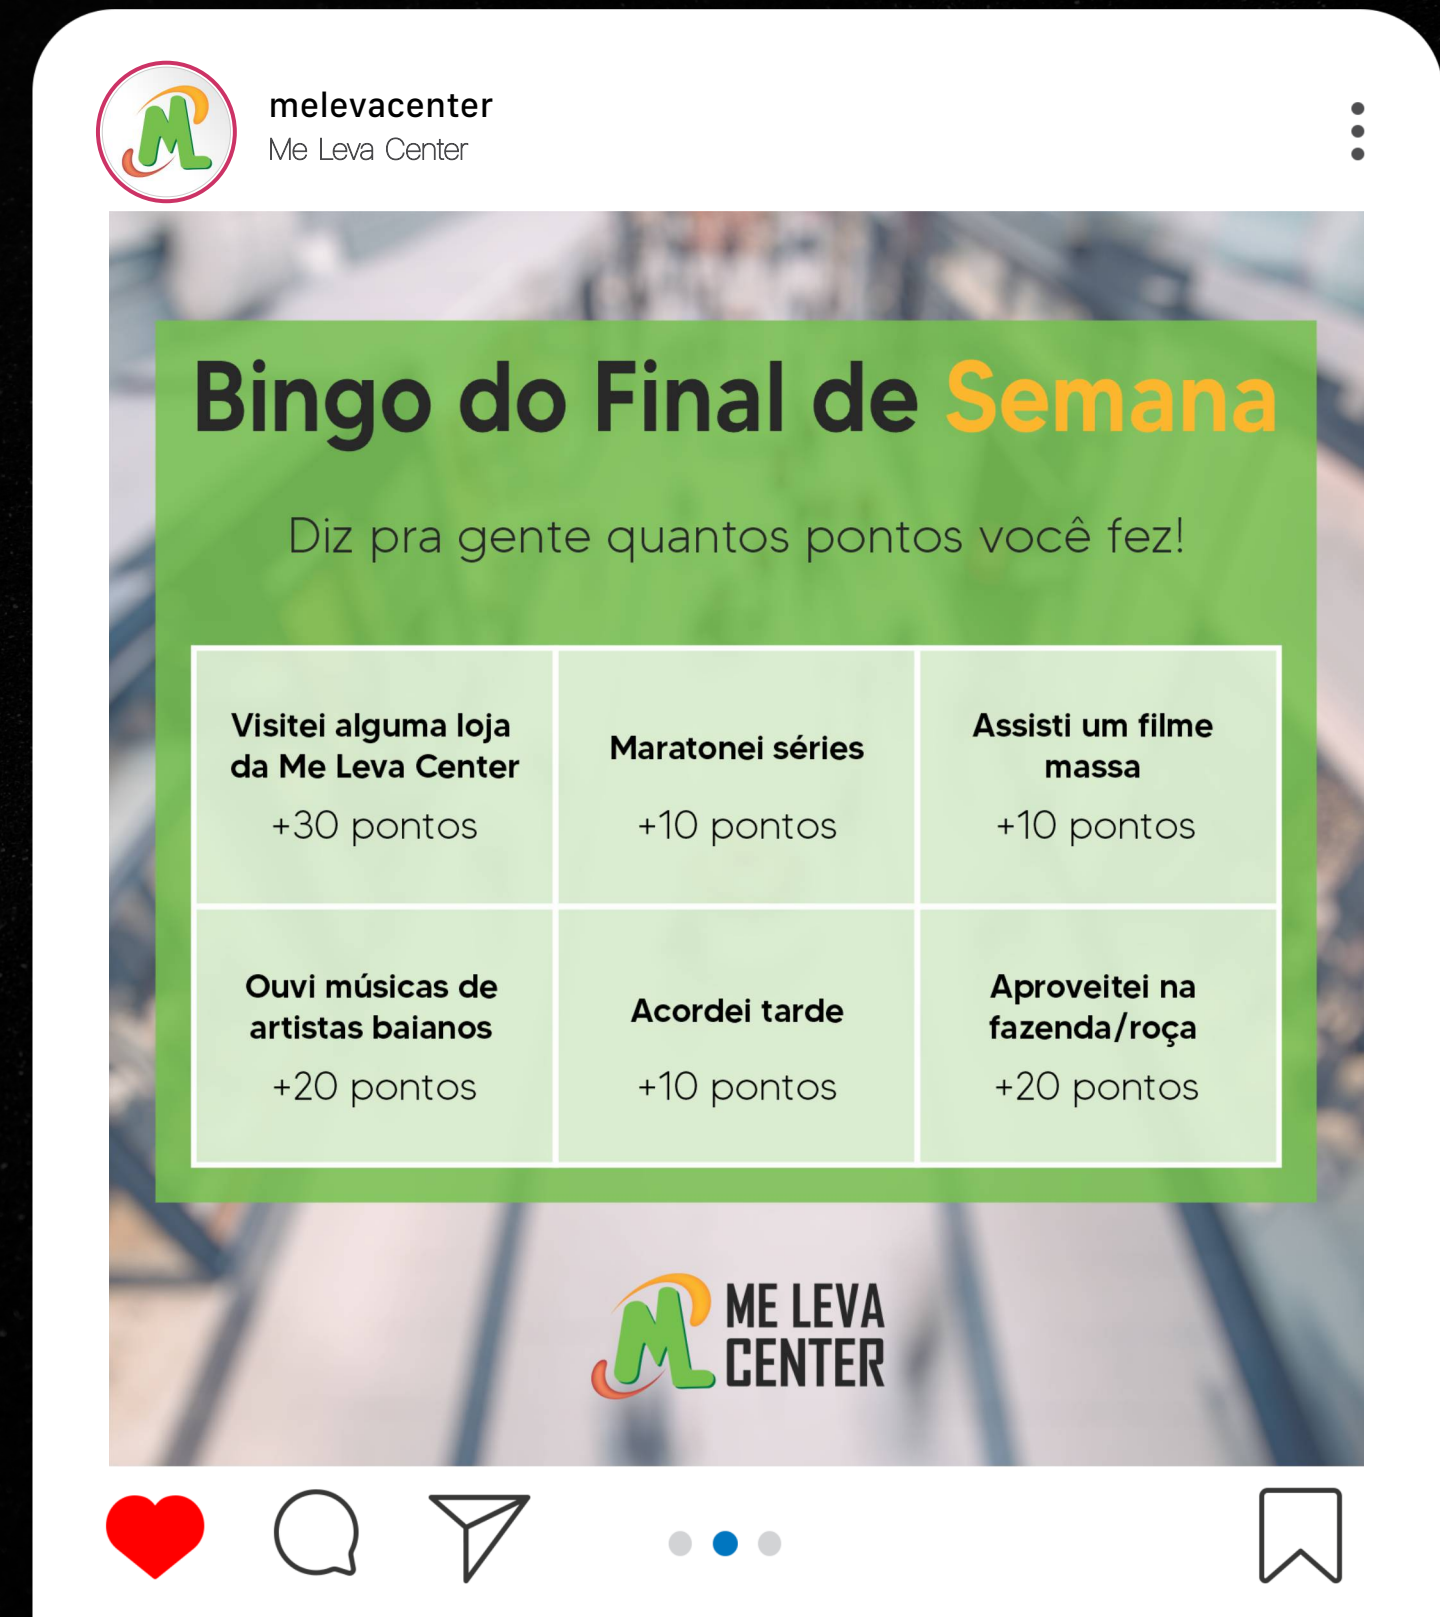 melevacenter
Me Leva Center
Bingo do Final de Semana
Diz pra gente quantos pontos você fez!
Visitei alguma loja
da Me Leva Center
+30 pontos
Maratonei séries
+10 pontos
Assisti um filme
massa
+10 pontos
Ouvi músicas de
artistas baianos
+20 pontos
Acordei tarde
+10 pontos
Aproveitei na
fazenda/roça
+20 pontos
ME LEVA
CENTER